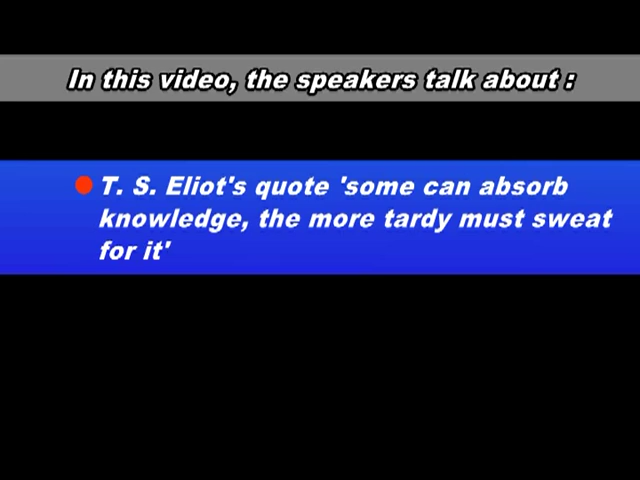 In this video, the speakers talk about :
T. S. Eliot's quote 'some can absorb
knowledge, the more tardy must sweat
for it'